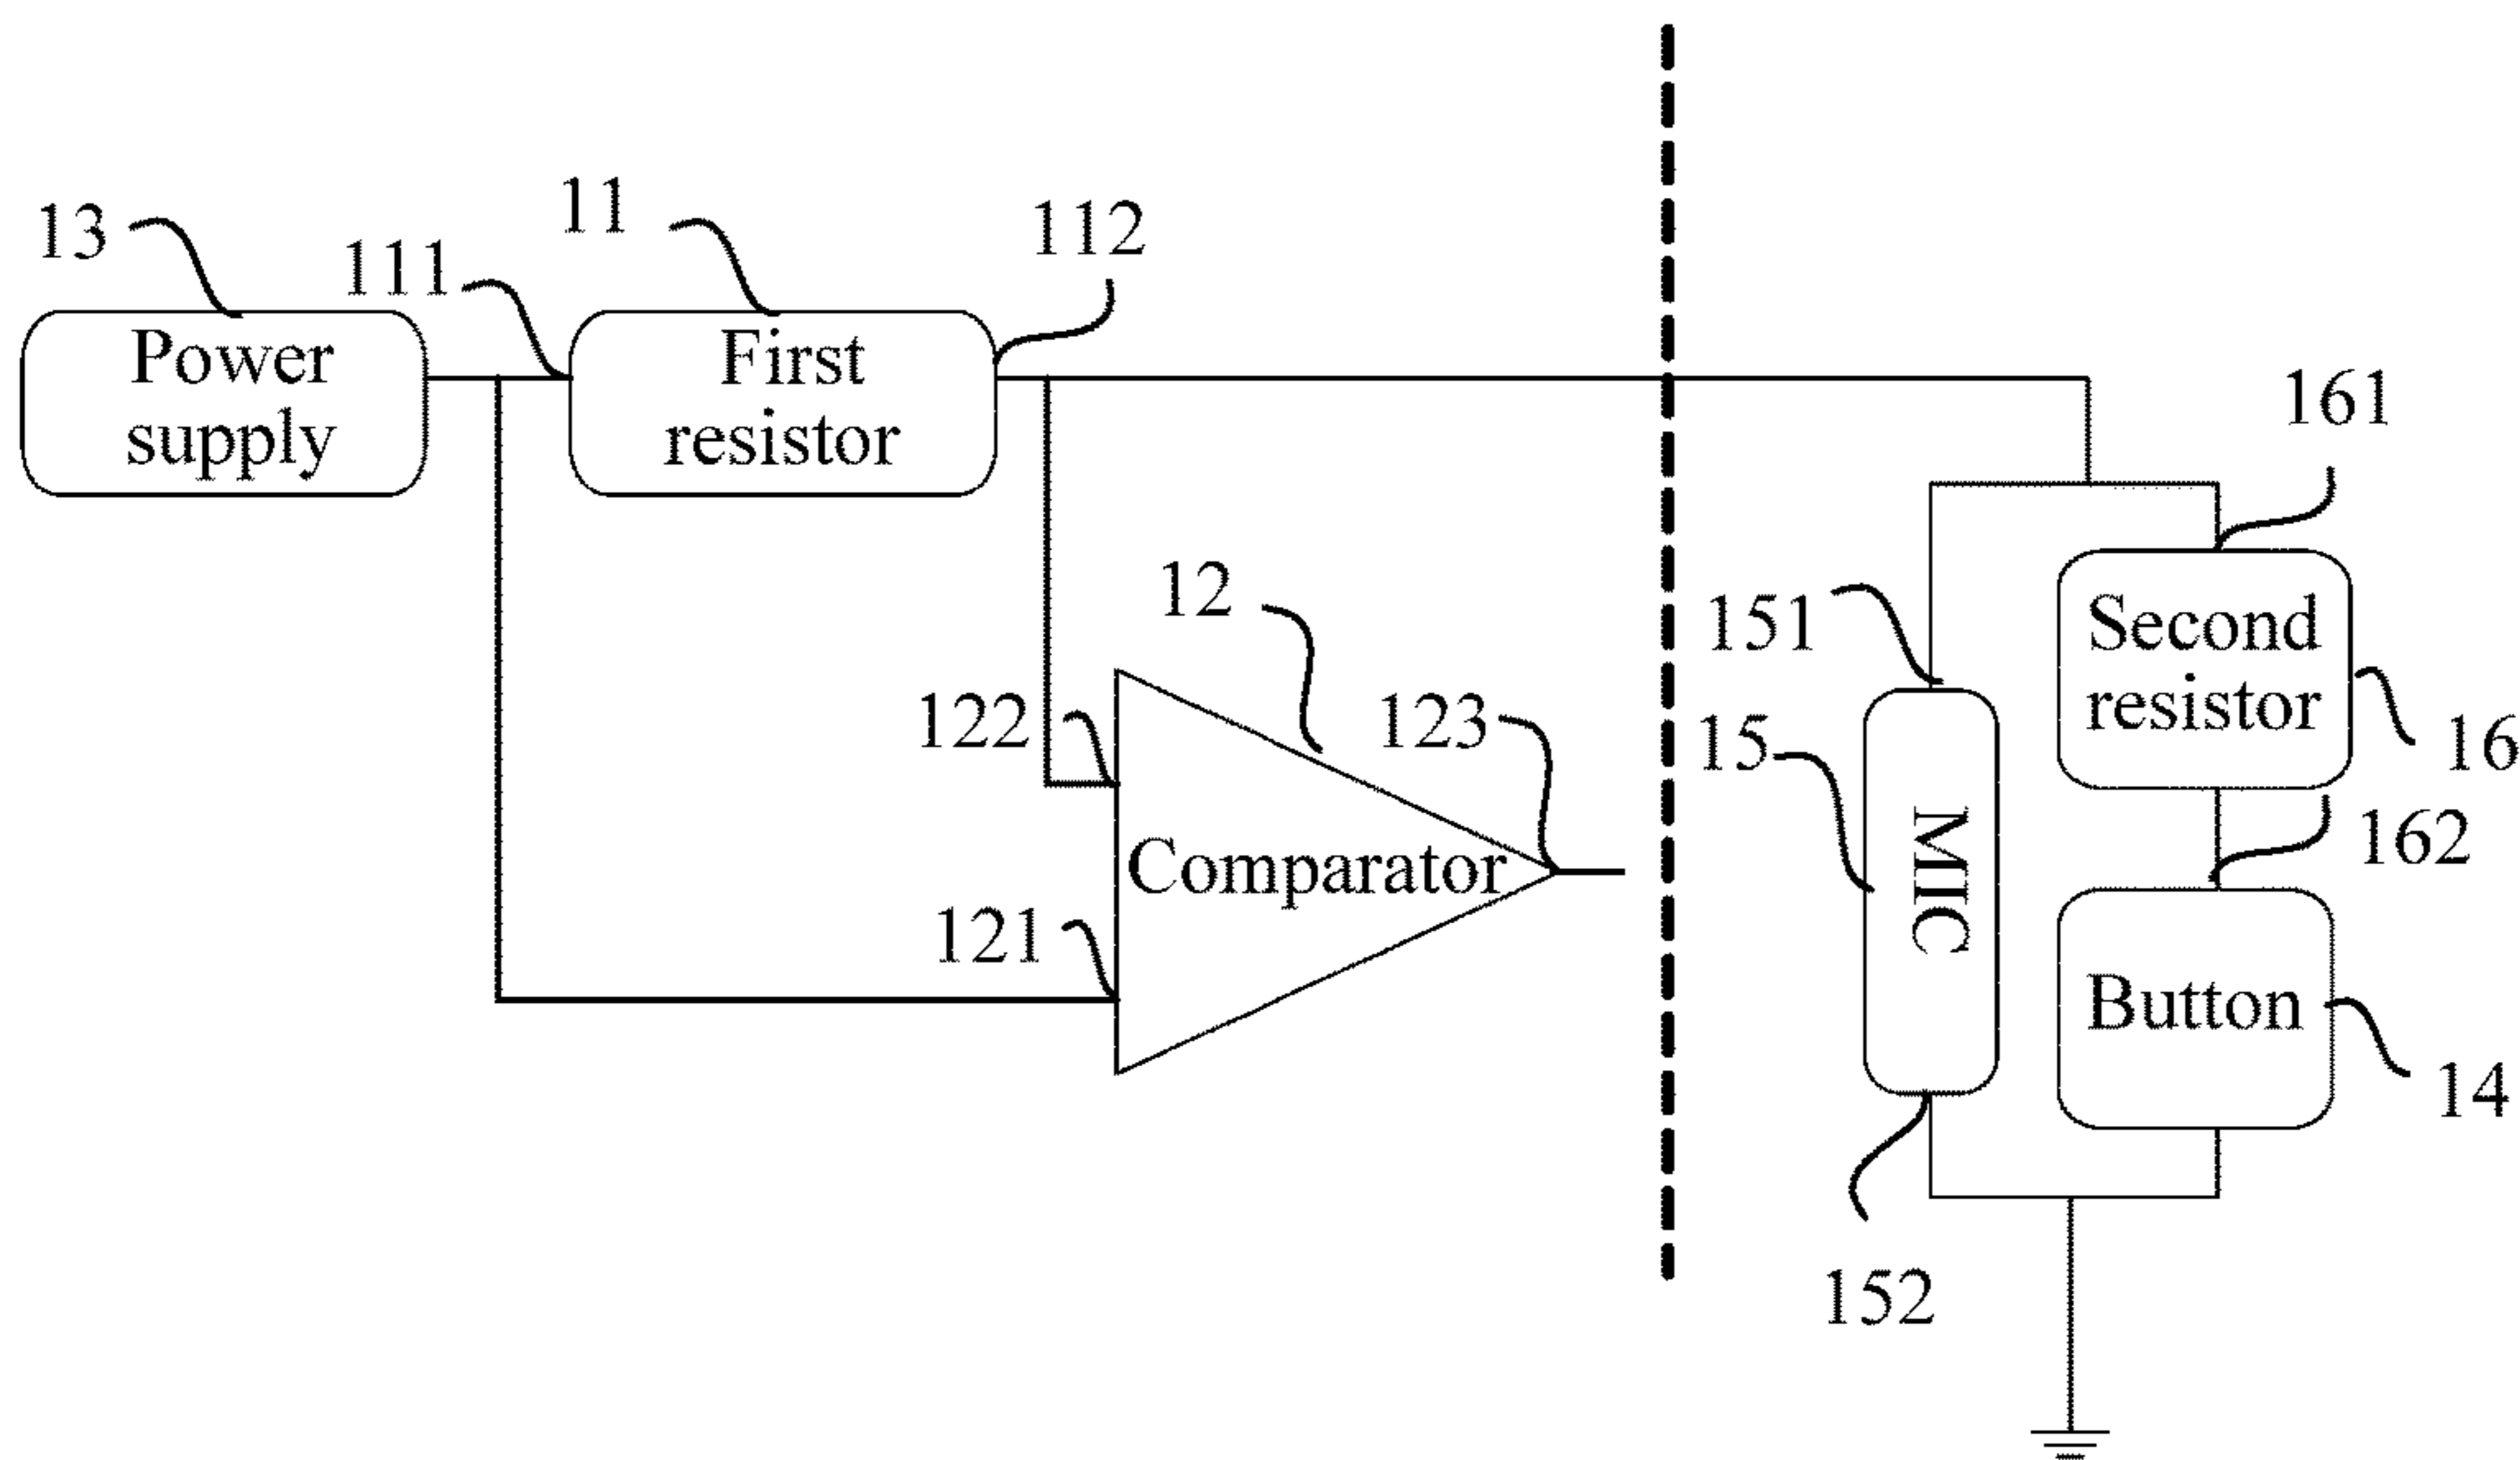 13
111
11
112
Power
supply
First
resistor
161
12
122
123
Comparator
121
151
15
MIC
Second
resistor
16
162
Button
14
152